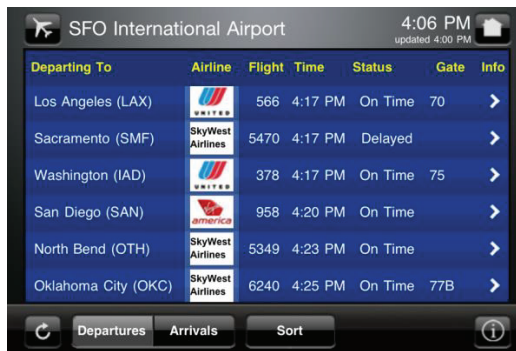 SFO International Airport
4:06 PM
updated 4:00 PM
Departing To Airline Flight Time Status Gate Info
Los Angeles (LAX) UNITED 566 4:17 PM On Time 70
Sacramento (SMF) SkyWest Airlines 5470 4:17 PM Delayed
Washington (IAD) UNITED 378 4:17 PM On Time 75
San Diego (SAN) america 958 4:20 PM On Time
North Bend (OTH) SkyWest Airlines 5349 4:23 PM On Time
Oklahoma City (OKC) SkyWest Airlines 6240 4:25 PM On Time 77B
Departures Arrivals Sort